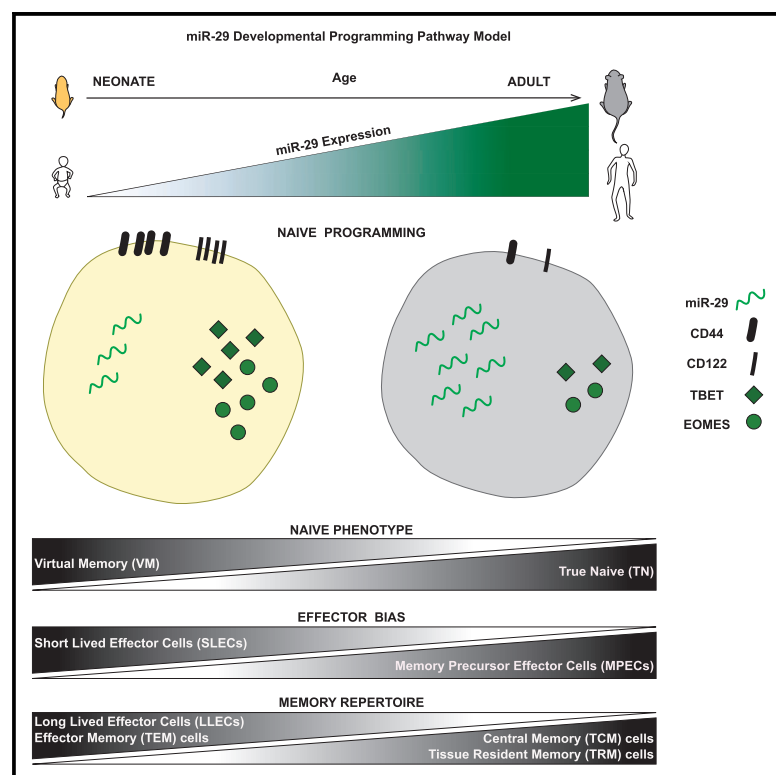 miR-29 Developmental Programming Pathway Model
NEONATE
Age
ADULT
miR-29 Expression
NAIVE PROGRAMMING
miR-29
CD44
CD122
TBET
EOMES
NAIVE PHENOTYPE
Virtual Memory (VM)
True Naive (TN)
EFFECTOR BIAS
Short Lived Effector Cells (SLECs)
Memory Precursor Effector Cells (MPECs)
MEMORY REPERTOIRE
Long Lived Effector Cells (LLECs)
Effector Memory (TEM) cells
Central Memory (TCM) cells
Tissue Resident Memory (TRM) cells